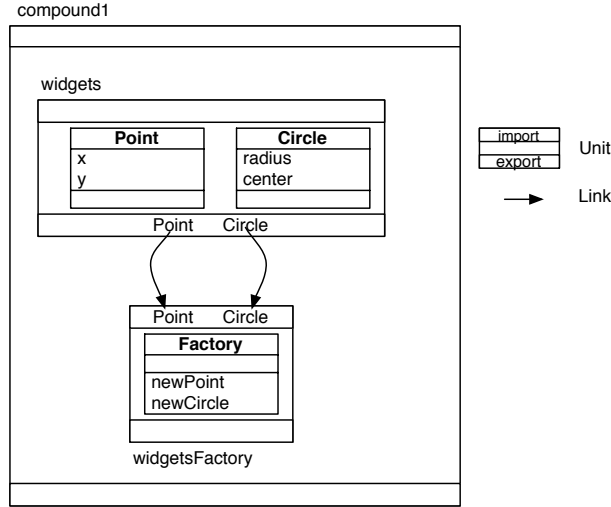 compound1
widgets
Point
x
y
Circle
radius
center
Point Circle
Point Circle
Factory
newPoint
newCircle
widgetsFactory
import
export
Unit
Link